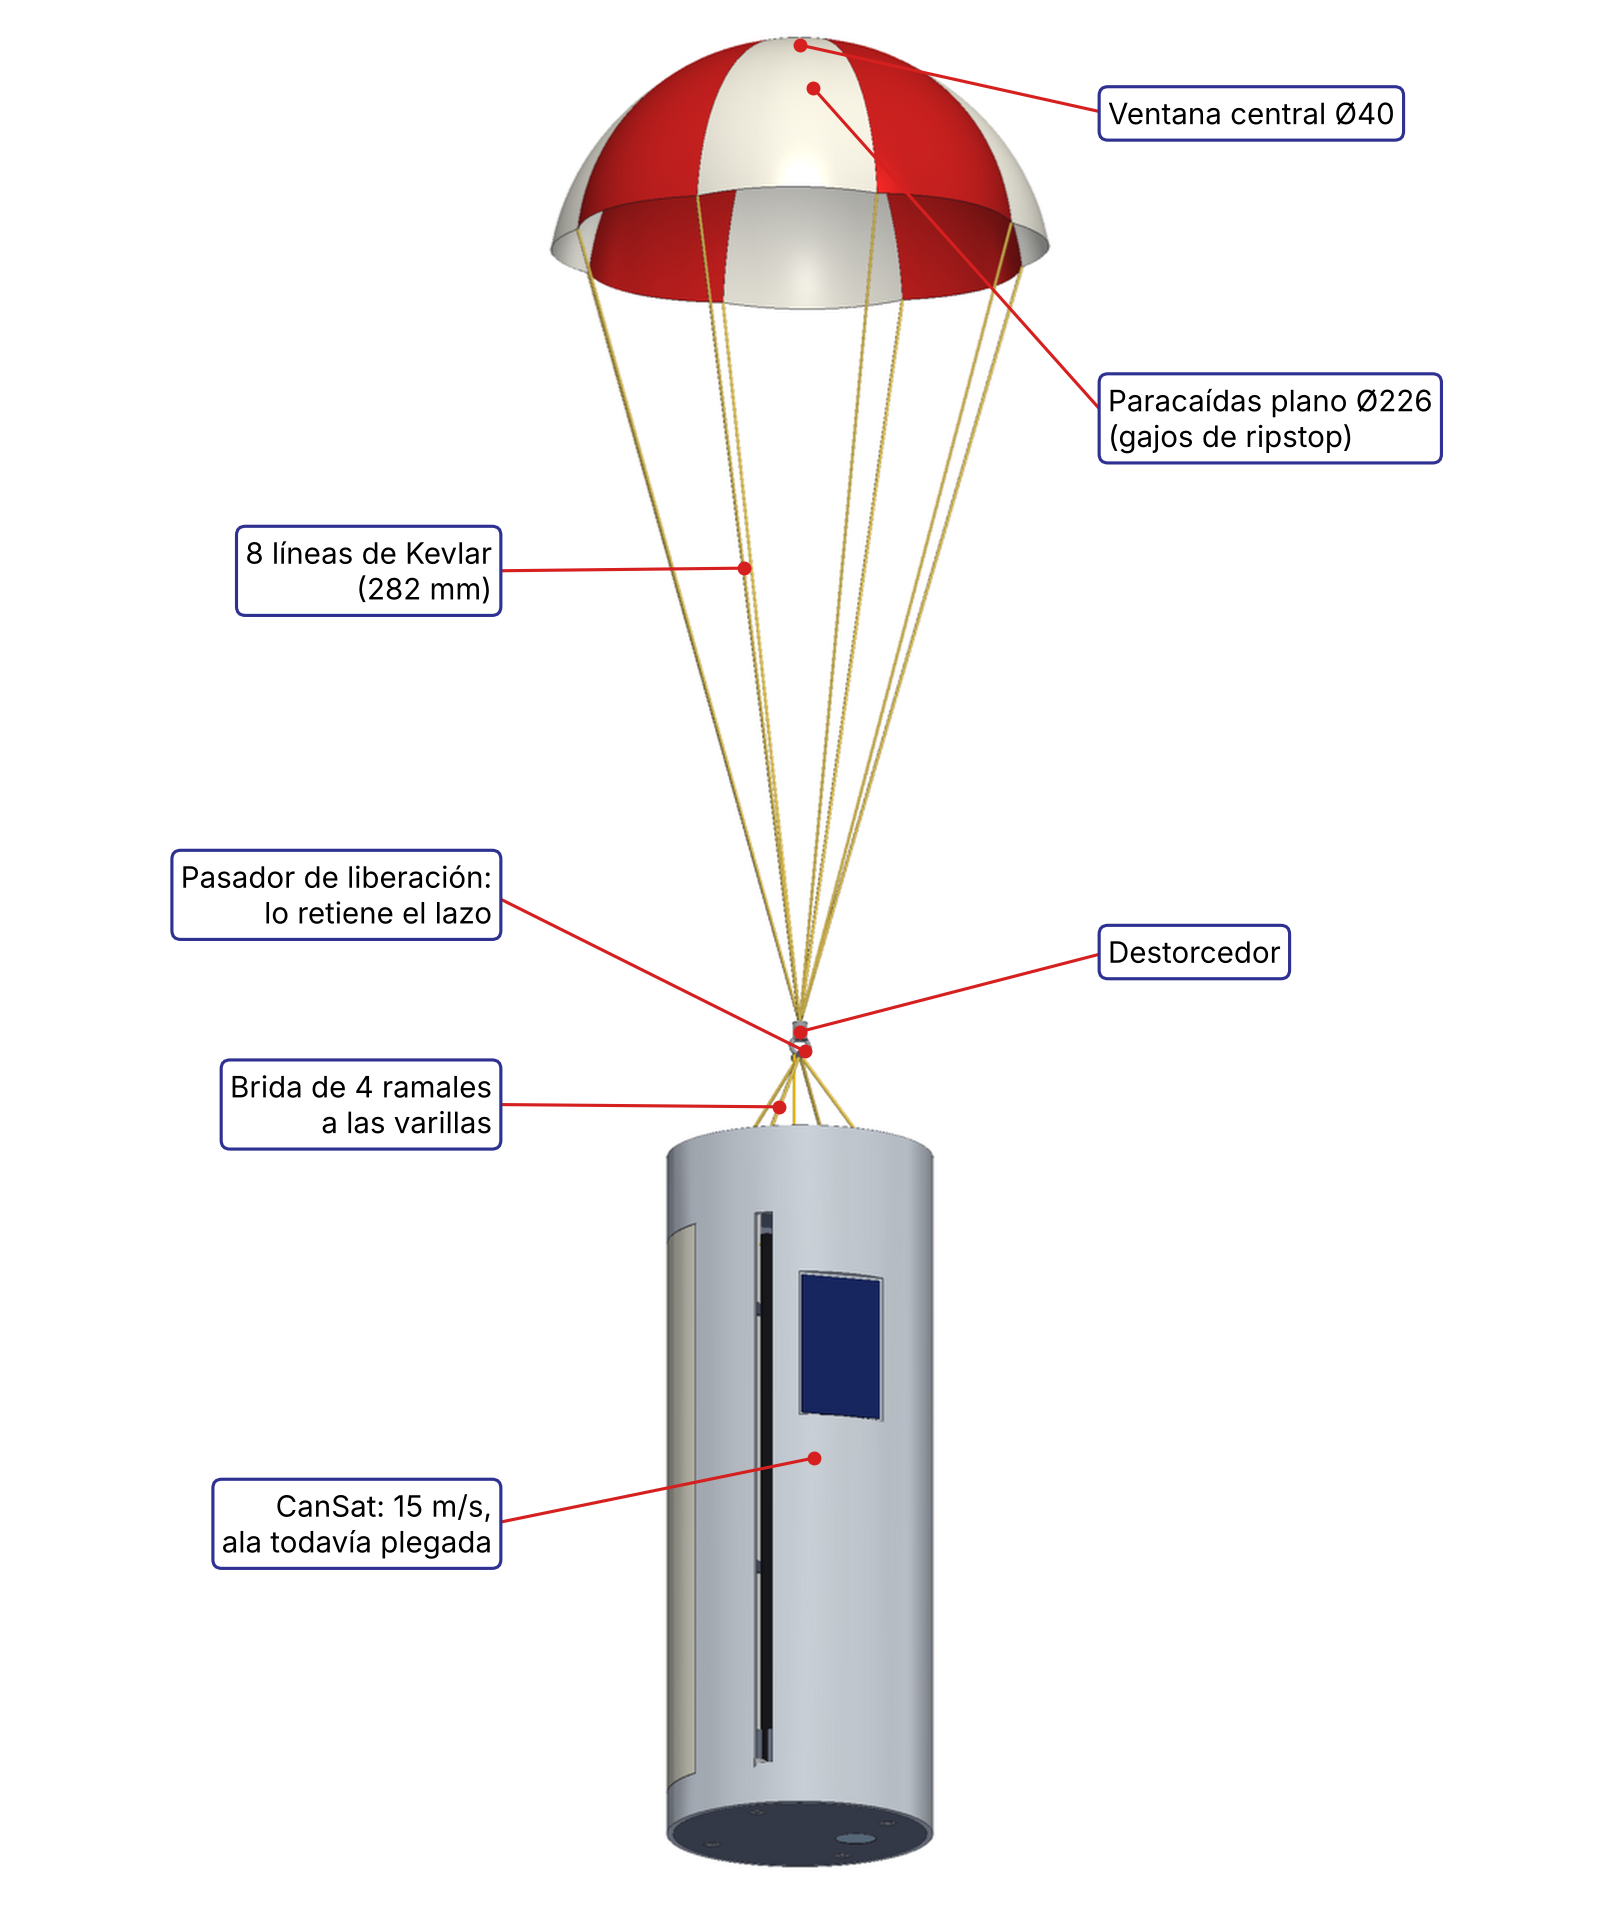 Ventana central Ø40
Paracaídas plano Ø226
(gajos de ripstop)
8 líneas de Kevlar
(282 mm)
Pasador de liberación:
lo retiene el lazo
Destorcedor
Brida de 4 ramales
a las varillas
CanSat: 15 m/s,
ala todavía plegada